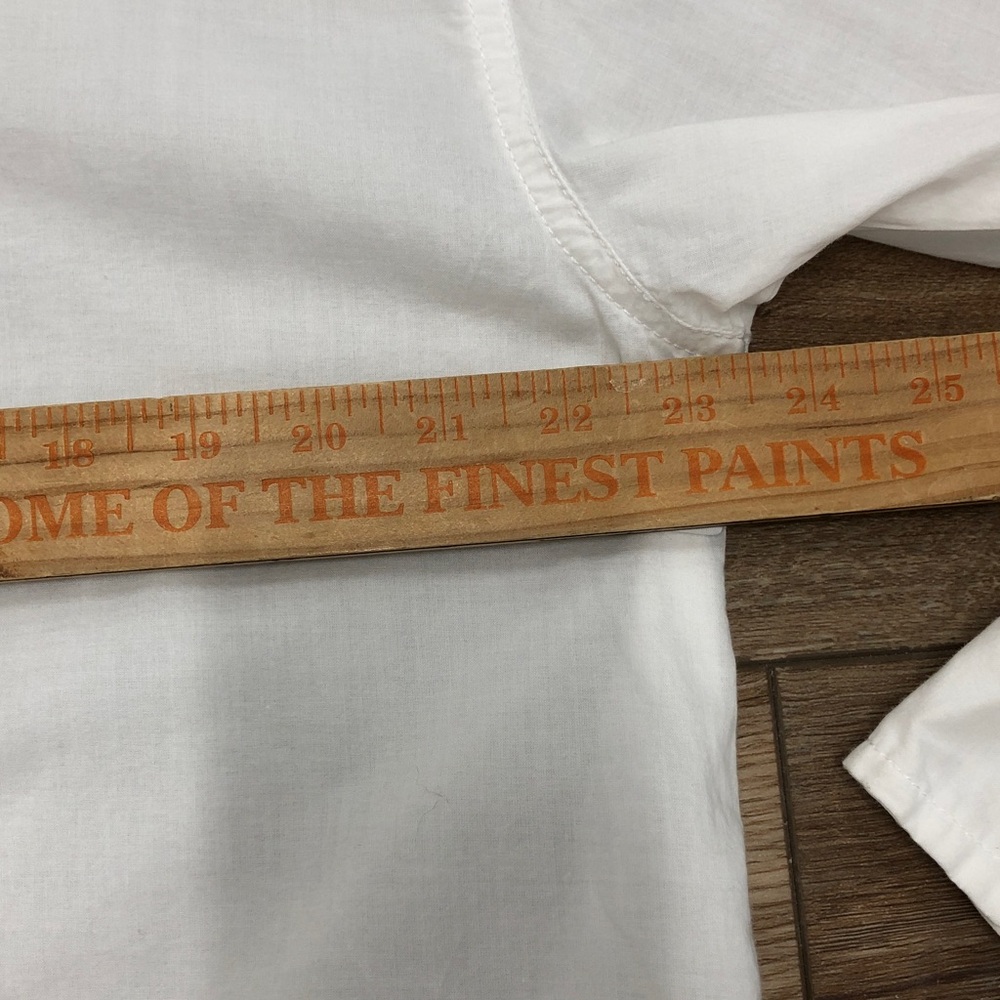 18 19 20 21 22 23 24 25
OME OF THE FINEST PAINTS